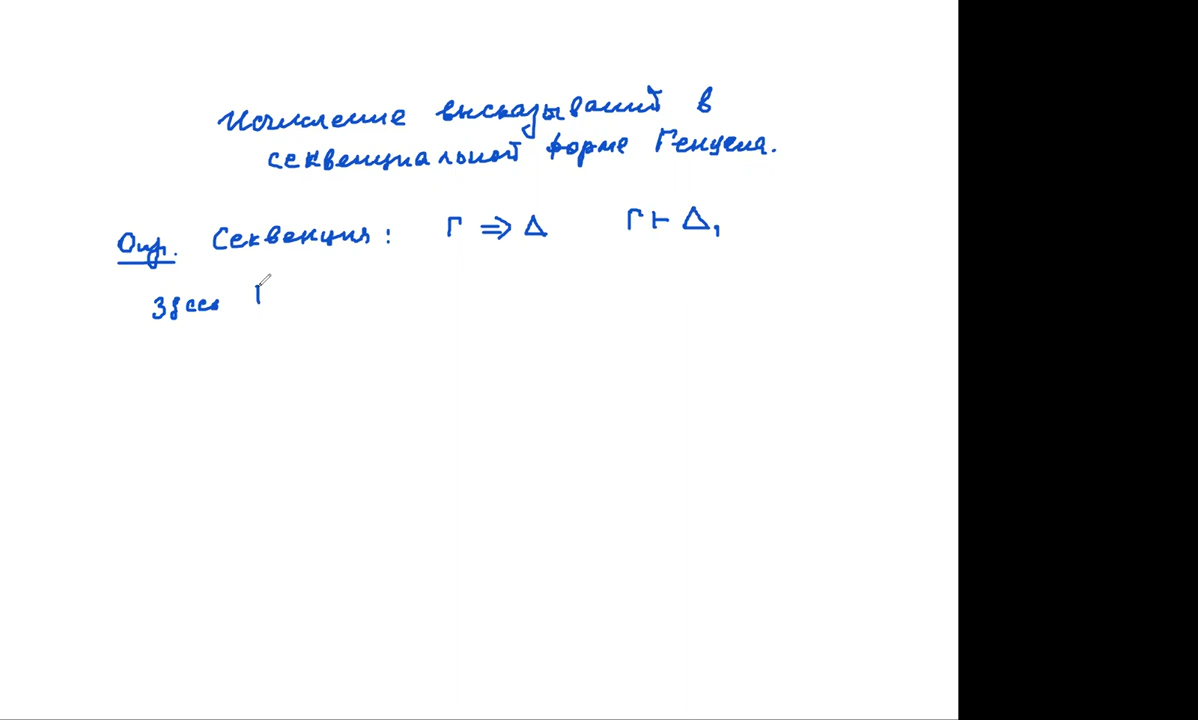 Исчисление высказываний в
секвенциальной форме Генцена.
Опр. Секвенция: Γ ⇒ Δ Γ ⊢ Δ,
здесь Γ